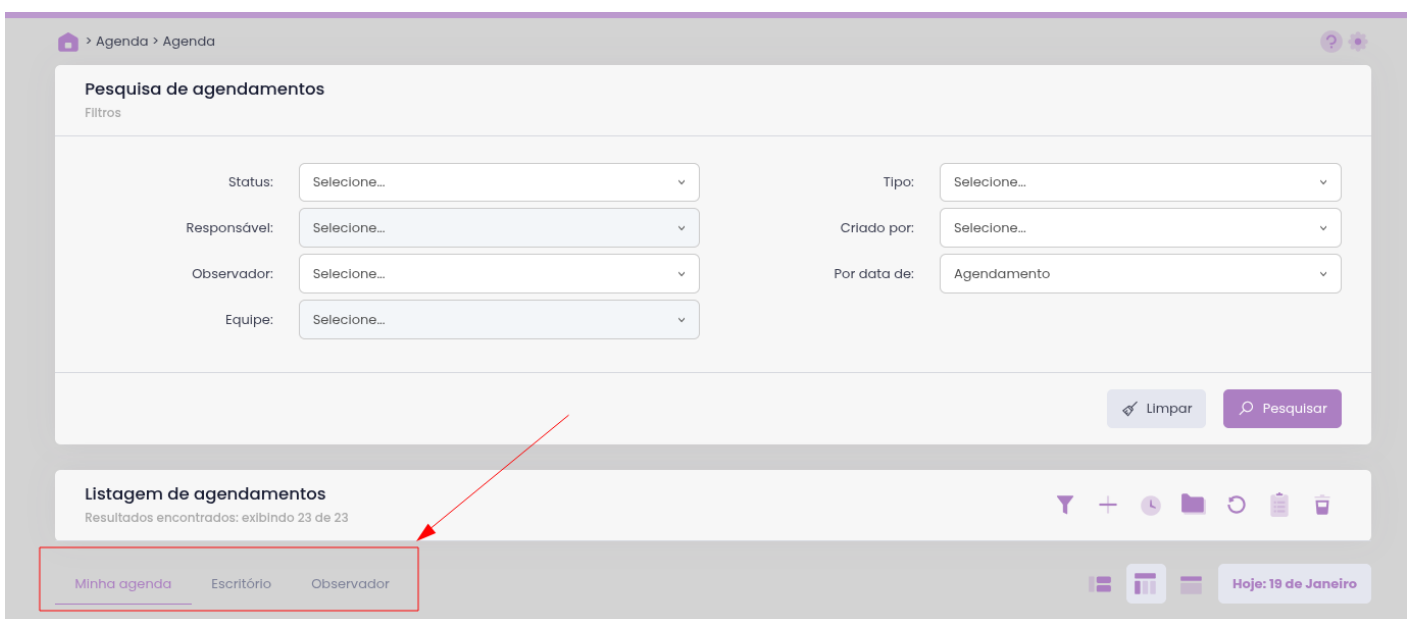 > Agenda > Agenda
?
Pesquisa de agendamentos
Filtros
Status: Selecione... Tipo: Selecione...
Responsável: Selecione... Criado por: Selecione...
Observador: Selecione... Por data de: Agendamento
Equipe: Selecione...
Limpar Pesquisar
Listagem de agendamentos
Resultados encontrados: exibindo 23 de 23
Minha agenda Escritório Observador Hoje: 19 de Janeiro